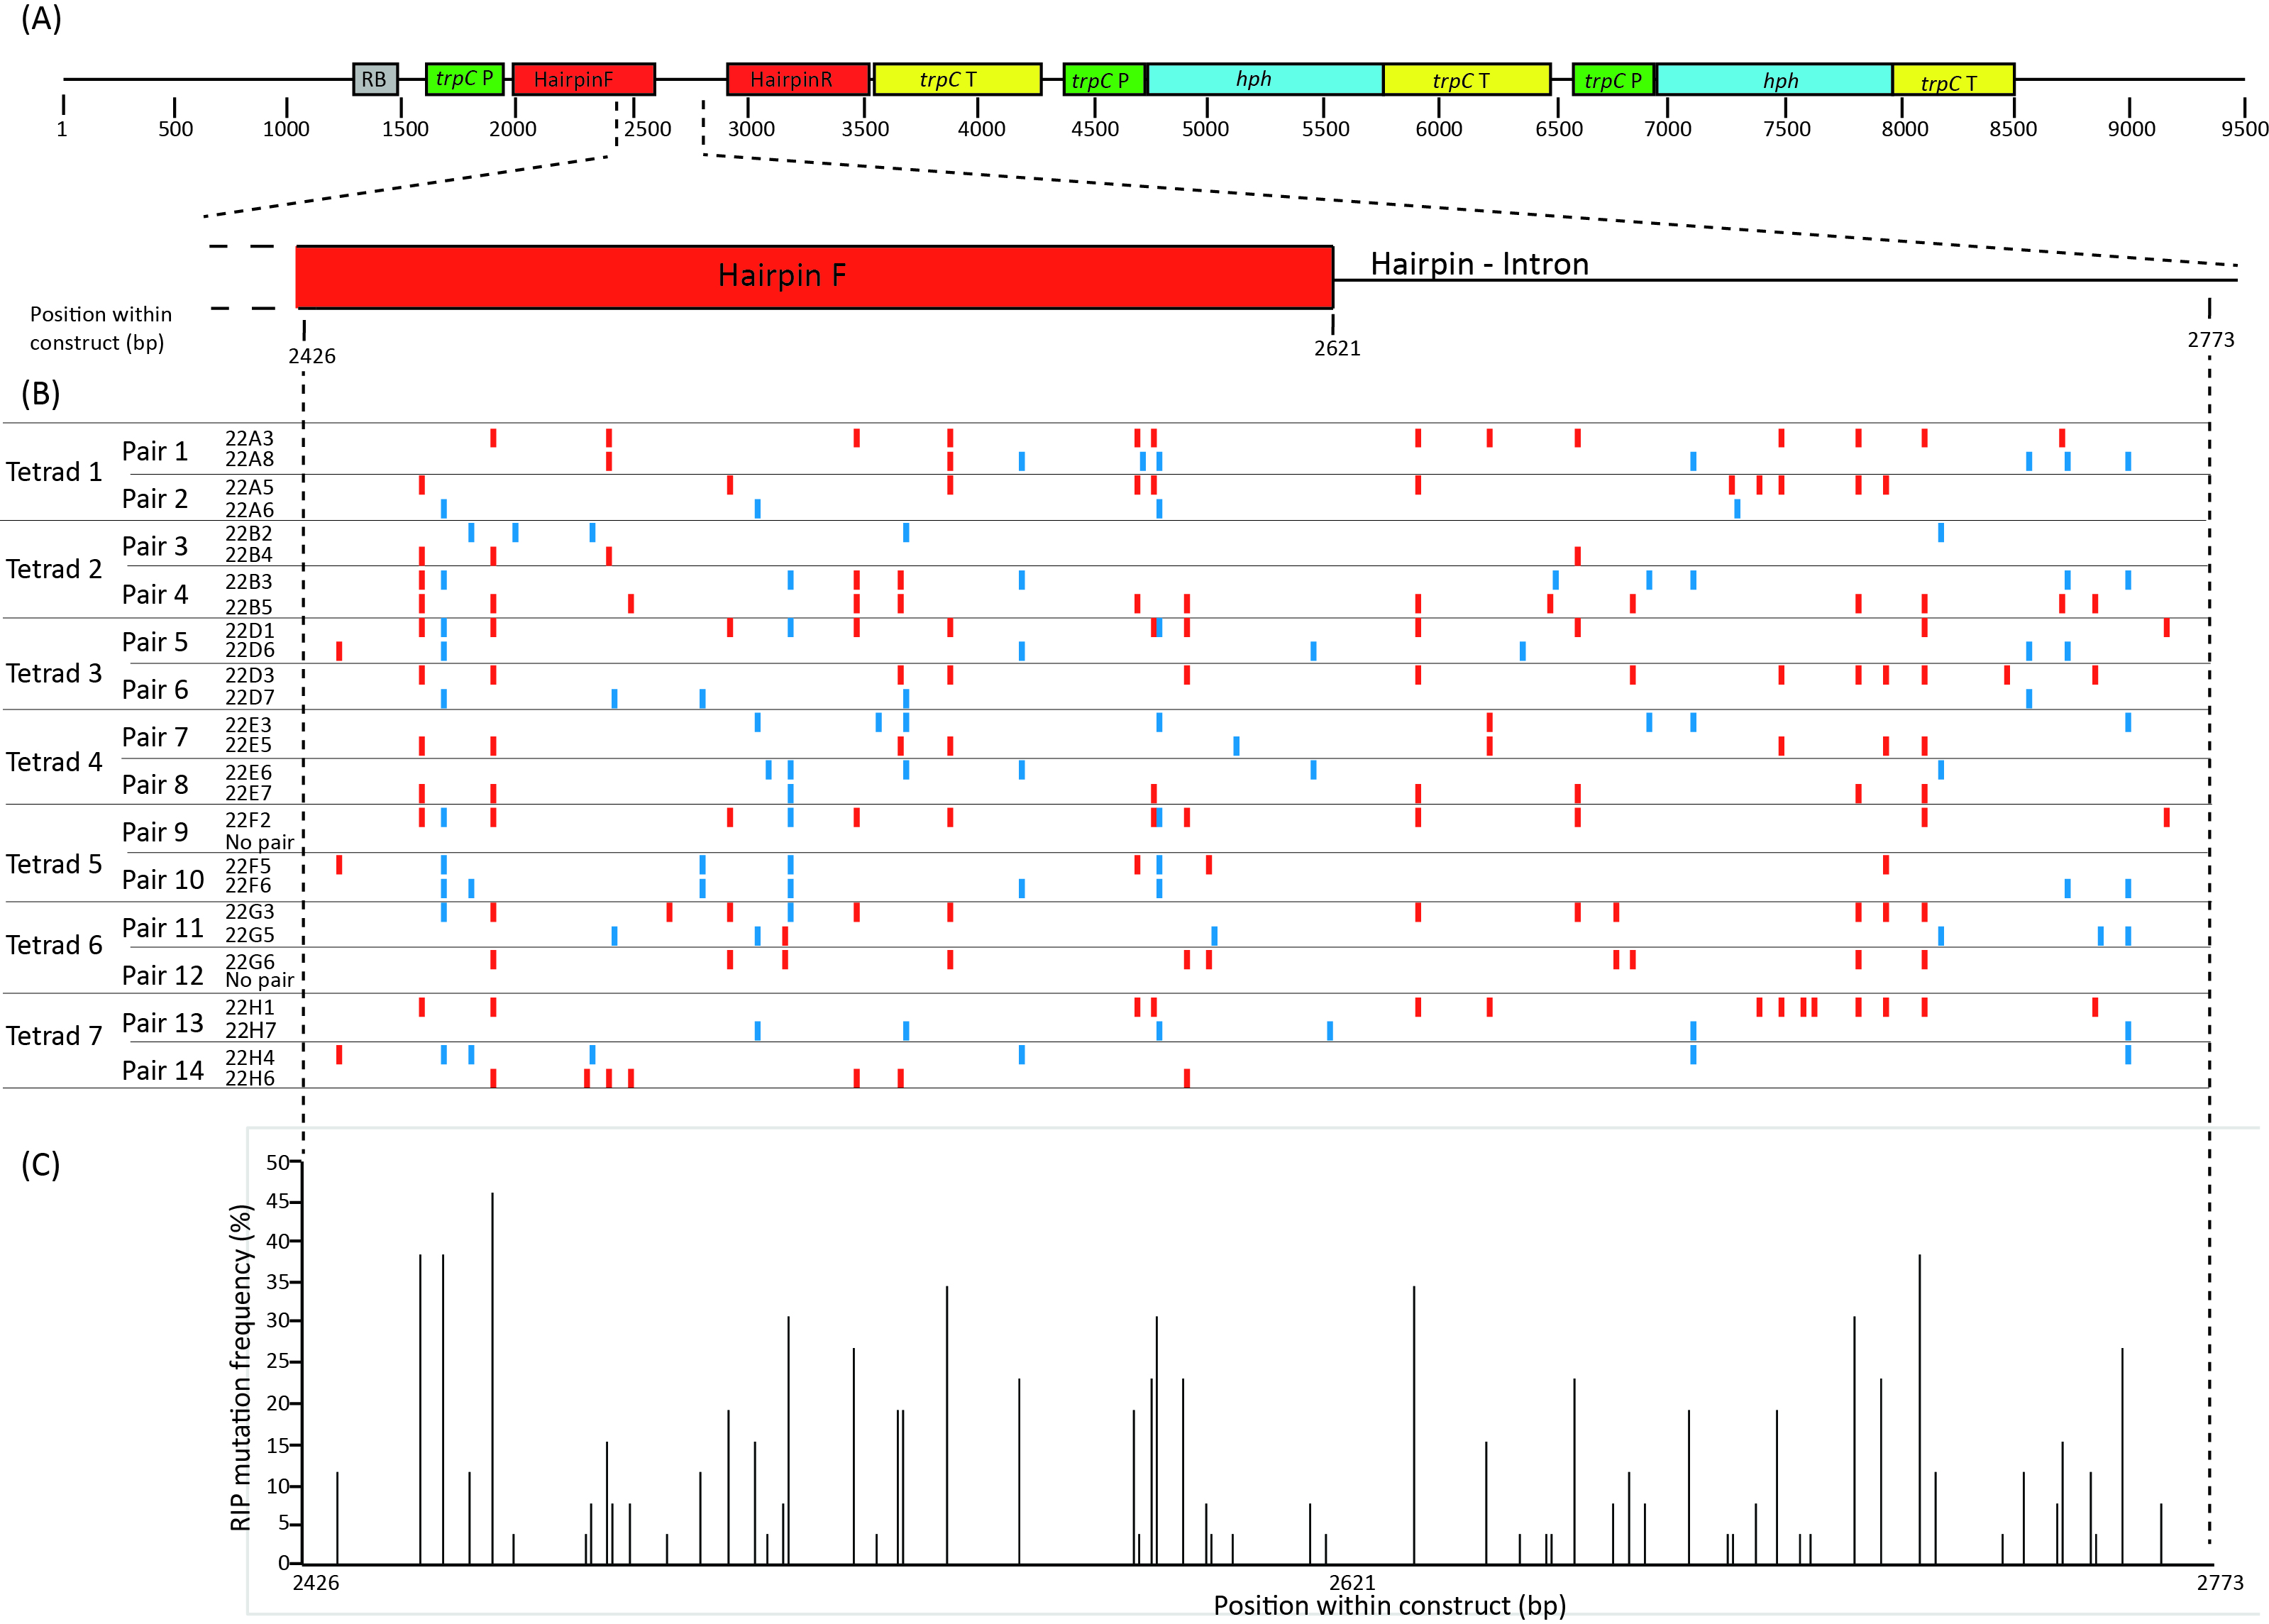 (A)
RB trpC P HairpinF HairpinR trpC T trpC P hph trpC T trpC P hph trpC T
1 500 1000 1500 2000 2500 3000 3500 4000 4500 5000 5500 6000 6500 7000 7500 8000 8500 9000 9500
Hairpin F
Hairpin - Intron
Position within
construct (bp)
2426 2621 2773
(B)
Tetrad 1
Pair 1
22A3
22A8
Pair 2
22A5
22A6
Tetrad 2
Pair 3
22B2
22B4
Pair 4
22B3
22B5
Tetrad 3
Pair 5
22D1
22D6
Pair 6
22D3
22D7
Tetrad 4
Pair 7
22E3
22E5
Pair 8
22E6
22E7
Tetrad 5
Pair 9
22F2
No pair
Pair 10
22F5
22F6
Tetrad 6
Pair 11
22G3
22G5
Pair 12
22G6
No pair
Tetrad 7
Pair 13
22H1
22H7
Pair 14
22H4
22H6
(C)
RIP mutation frequency (%)
50
45
40
35
30
25
20
15
10
5
0
2426 2621 2773
Position within construct (bp)